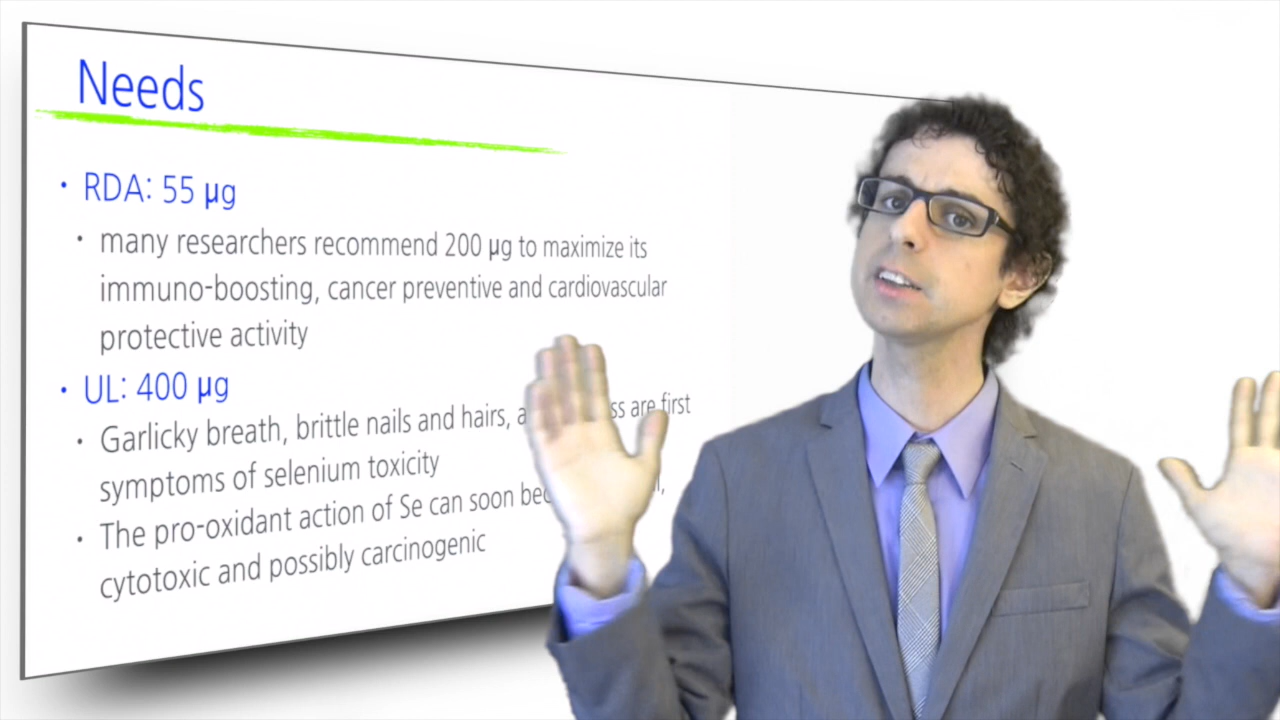 Needs
• RDA: 55 µg
• many researchers recommend 200 µg to maximize its
immuno-boosting, cancer preventive and cardiovascular
protective activity
• UL: 400 µg
• Garlicky breath, brittle nails and hairs, are first
symptoms of selenium toxicity
• The pro-oxidant action of Se can soon
cytotoxic and possibly carcinogenic